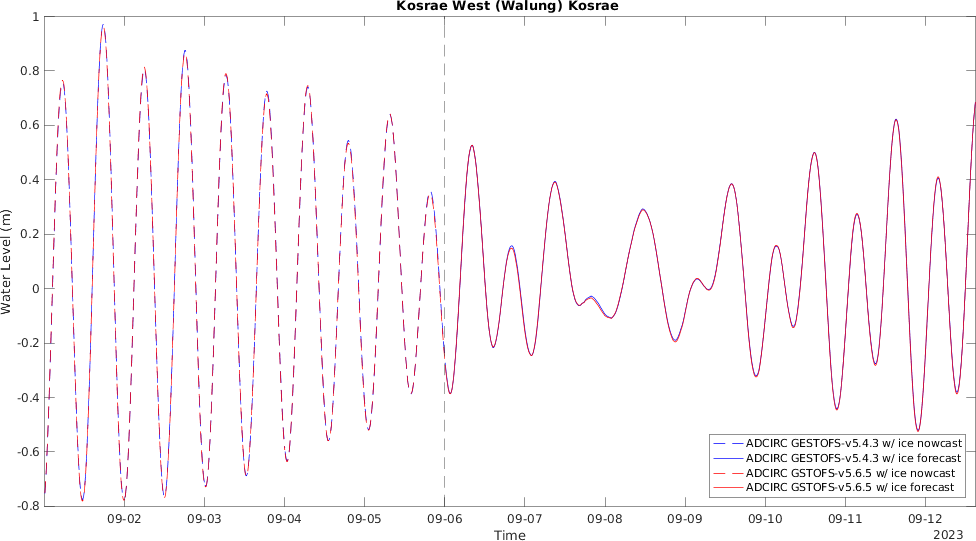 Kosrae West (Walung) Kosrae
1
0.8
0.6
0.4
0.2
0
-0.2
-0.4
-0.6
-0.8
Water Level (m)
ADCIRC GESTOFS-v5.4.3 w/ ice nowcast
ADCIRC GESTOFS-v5.4.3 w/ ice forecast
ADCIRC GSTOFS-v5.6.5 w/ ice nowcast
ADCIRC GSTOFS-v5.6.5 w/ ice forecast
09-02 09-03 09-04 09-05 09-06 09-07 09-08 09-09 09-10 09-11 09-12
Time
2023